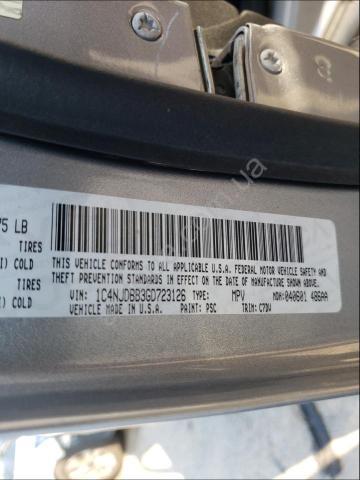 75 LB
TIRES
I) COLD
TIRES
I) COLD
THIS VEHICLE CONFORMS TO ALL APPLICABLE U.S.A. FEDERAL MOTOR VEHICLE SAFETY AND
THEFT PREVENTION STANDARDS IN EFFECT ON THE DATE OF MANUFACTURE SHOWN ABOVE.
VIN: 1C4NJDBB3GD723126 TYPE: MPV MDH: 040601 486AA
VEHICLE MADE IN U.S.A. PAINT: PSC TRIM: C7DV